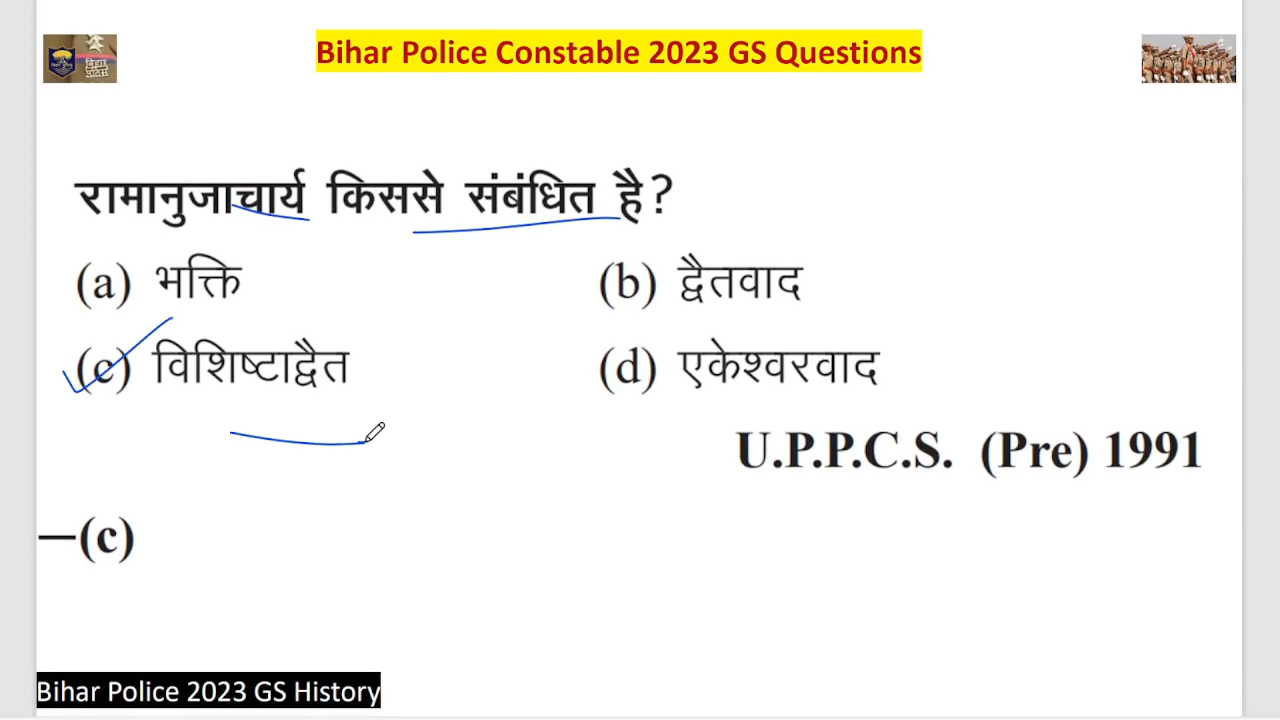 Bihar Police Constable 2023 GS Questions
रामानुजाचार्य किससे संबंधित है?
(a) भक्ति (b) द्वैतवाद
(c) विशिष्टाद्वैत (d) एकेश्वरवाद
U.P.P.C.S. (Pre) 1991
—(c)
Bihar Police 2023 GS History